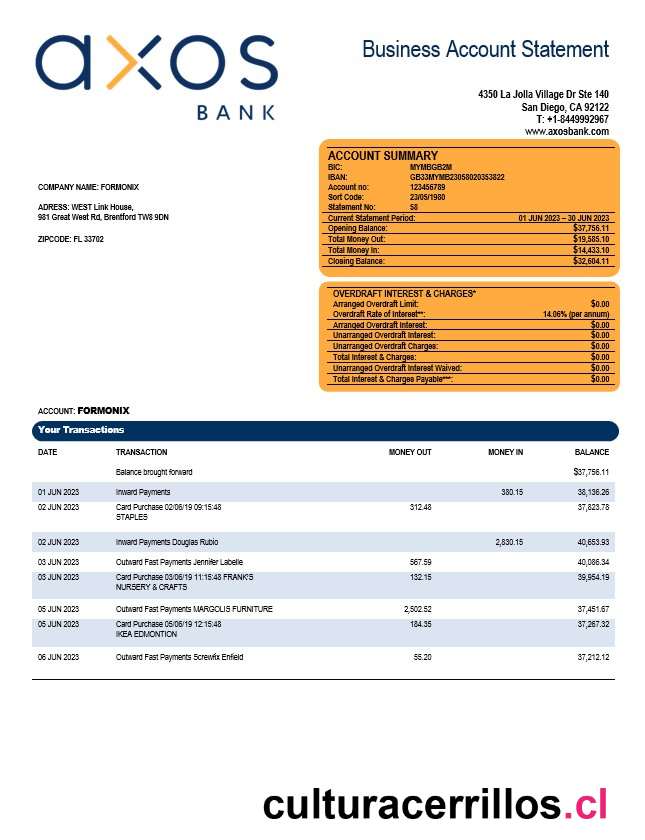 axos
BANK
Business Account Statement
4350 La Jolla Village Dr Ste 140
San Diego, CA 92122
T: +1-8449992967
www.axosbank.com
ACCOUNT SUMMARY
BIC: MYMBGB2M
IBAN: GB33MYMB23058020353822
Account no: 123456789
Sort Code: 23/05/1980
Statement No: 58
Current Statement Period: 01 JUN 2023 – 30 JUN 2023
Opening Balance: $37,756.11
Total Money Out: $19,585.10
Total Money In: $14,433.10
Closing Balance: $32,604.11
COMPANY NAME: FORMONIX
ADRESS: WEST Link House,
981 Great West Rd, Brentford TW8 9DN
ZIPCODE: FL 33702
OVERDRAFT INTEREST & CHARGES*
Arranged Overdraft Limit: $0.00
Overdraft Rate of Interest**: 14.06% (per annum)
Arranged Overdraft Interest: $0.00
Unarranged Overdraft Interest: $0.00
Unarranged Overdraft Charges: $0.00
Total Interest & Charges: $0.00
Unarranged Overdraft Interest Waived: $0.00
Total Interest & Charges Payable***: $0.00
ACCOUNT: FORMONIX
Your Transactions
DATE TRANSACTION MONEY OUT MONEY IN BALANCE
Balance brought forward $37,756.11
01 JUN 2023 Inward Payments 380.15 38,136.26
02 JUN 2023 Card Purchase 02/06/19 09:15:48 312.48 37,823.78
STAPLES
02 JUN 2023 Inward Payments Douglas Rubio 2,830.15 40,653.93
03 JUN 2023 Outward Fast Payments Jennifer Labelle 567.59 40,086.34
03 JUN 2023 Card Purchase 03/06/19 11:15:48 FRANK'S 132.15 39,954.19
NURSERY & CRAFTS
05 JUN 2023 Outward Fast Payments MARGOLIS FURNITURE 2,502.52 37,451.67
05 JUN 2023 Card Purchase 05/06/19 12:15:48 184.35 37,267.32
IKEA EDMONTION
06 JUN 2023 Outward Fast Payments Screwfix Enfield 55.20 37,212.12
culturacerrillos.cl